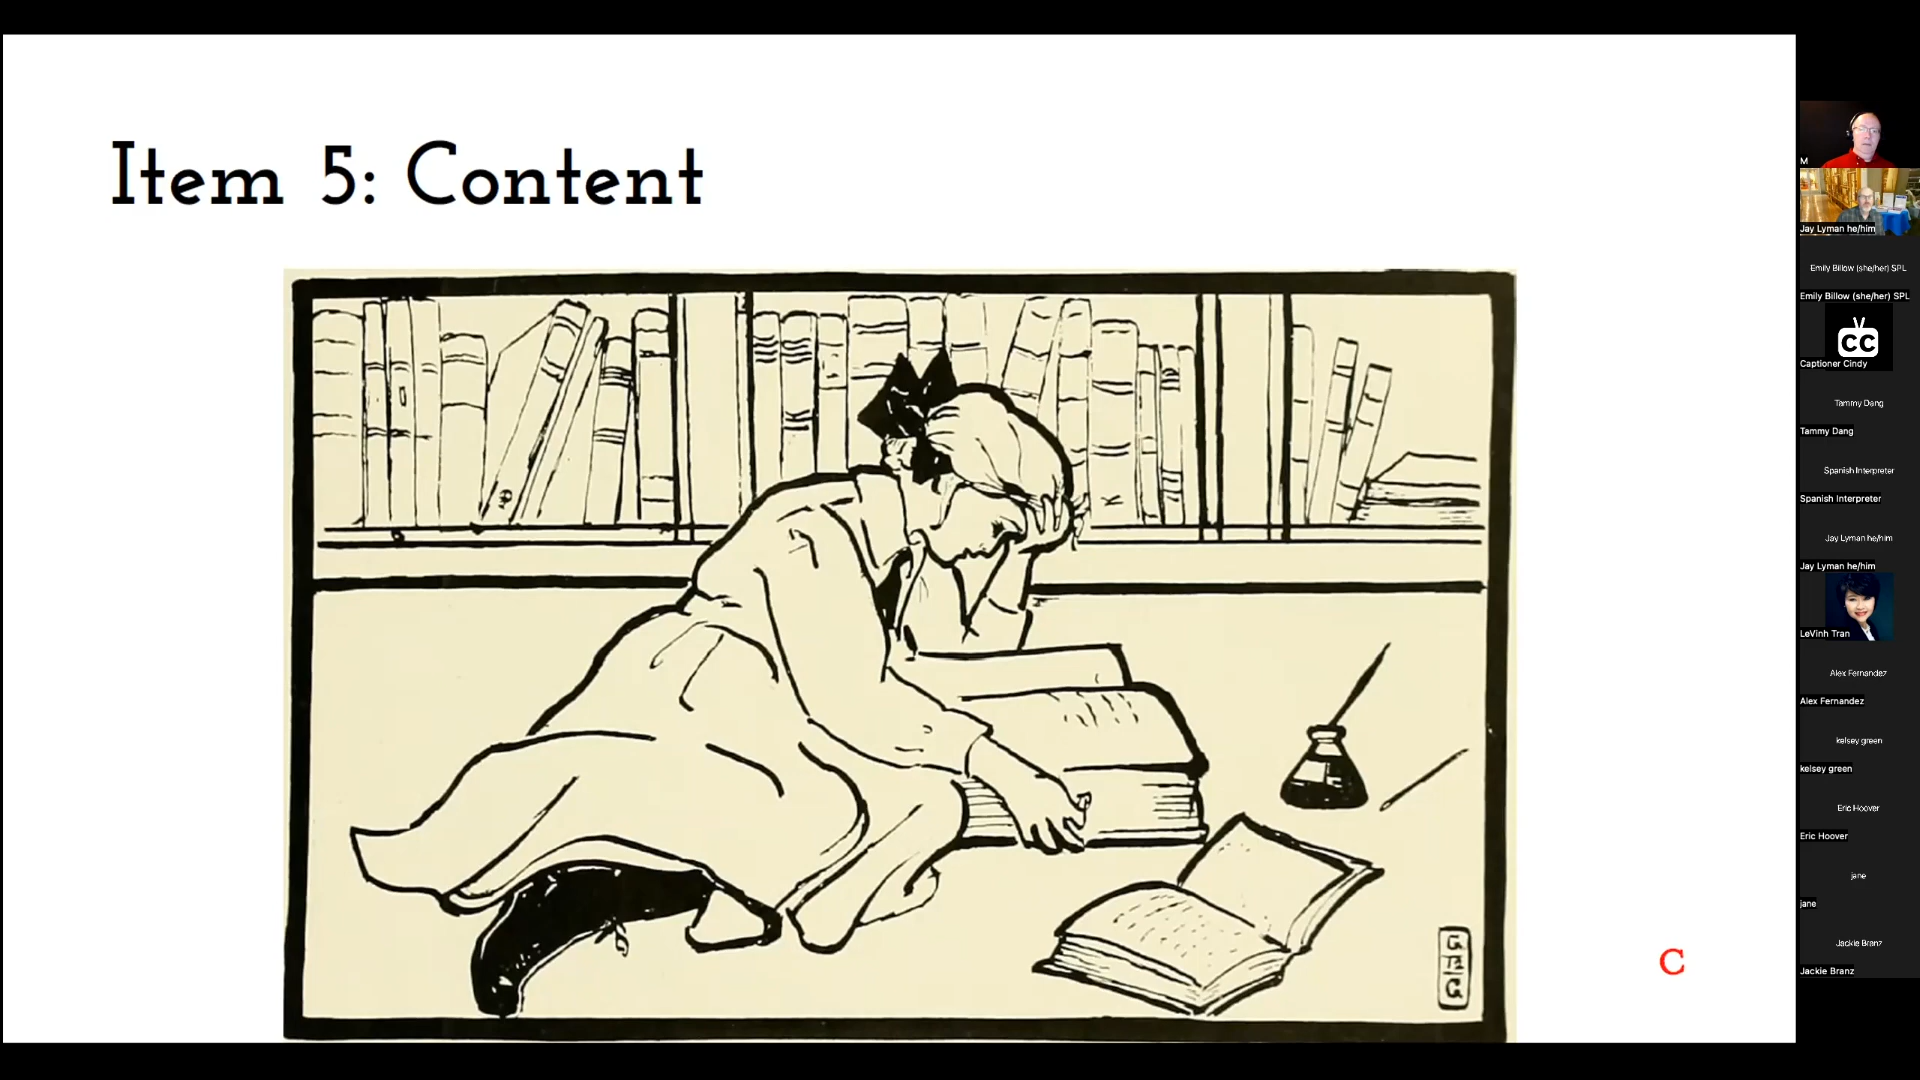 Item 5: Content
G
C
M
Jay Lyman he/him
Emily Billow (she/her) SPL
Emily Billow (she/her) SPL
CC
Captioner Cindy
Tammy Dang
Tammy Dang
Spanish Interpreter
Spanish Interpreter
Jay Lyman he/him
Jay Lyman he/him
LeVinh Tran
Alex Fernandez
Alex Fernandez
kelsey green
kelsey green
Eric Hoover
Eric Hoover
jane
jane
Jackie Branz
Jackie Branz